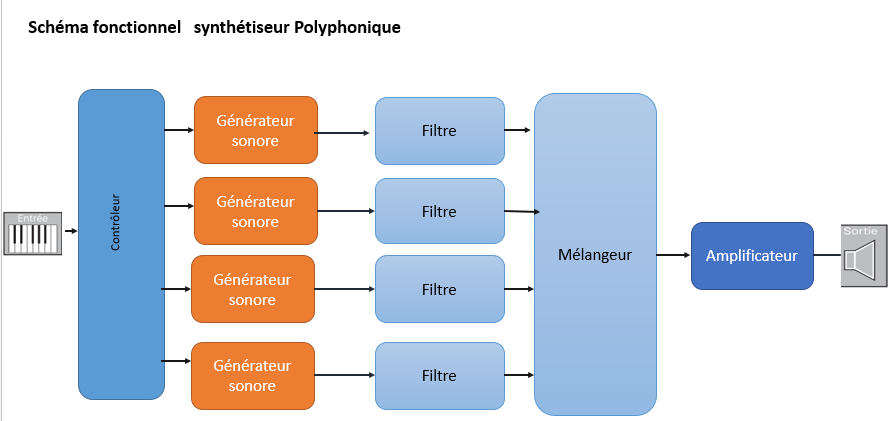 Schéma fonctionnel synthétiseur Polyphonique
Entrée
Contrôleur
Générateur
sonore
Filtre
Générateur
sonore
Filtre
Générateur
sonore
Filtre
Générateur
sonore
Filtre
Mélangeur
Amplificateur
Sortie